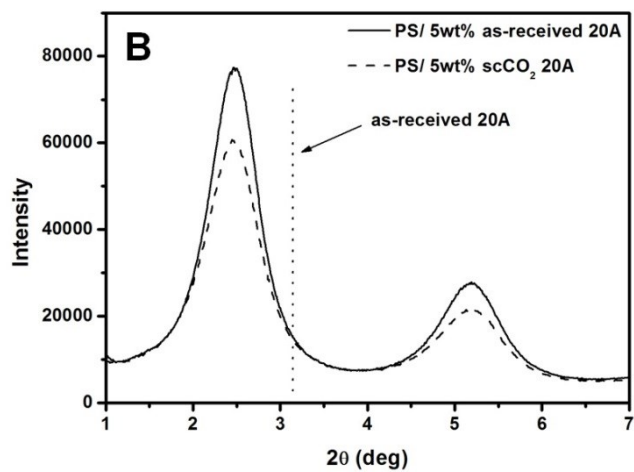 B
PS/ 5wt% as-received 20A
PS/ 5wt% scCO₂ 20A
as-received 20A
Intensity
80000
60000
40000
20000
0
1 2 3 4 5 6 7
2θ (deg)